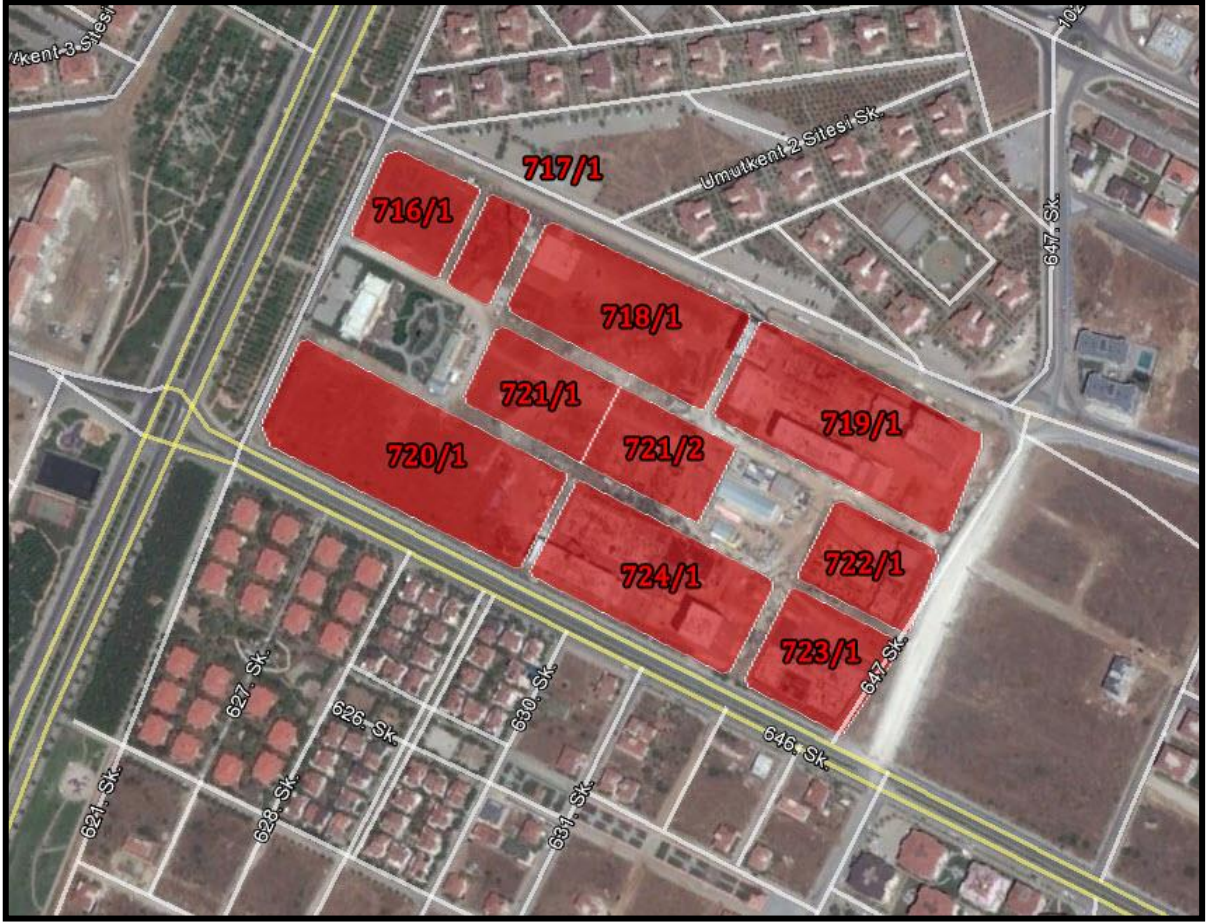 utkent 3 Sitesi
102
717/1
Umutkent 2 Sitesi Sk.
716/1
647. Sk.
718/1
719/1
721/1
721/2
720/1
722/1
724/1
723/1
647. Sk.
627. Sk.
626. Sk.
630. Sk.
646. Sk.
621. Sk.
628. Sk.
631. Sk.